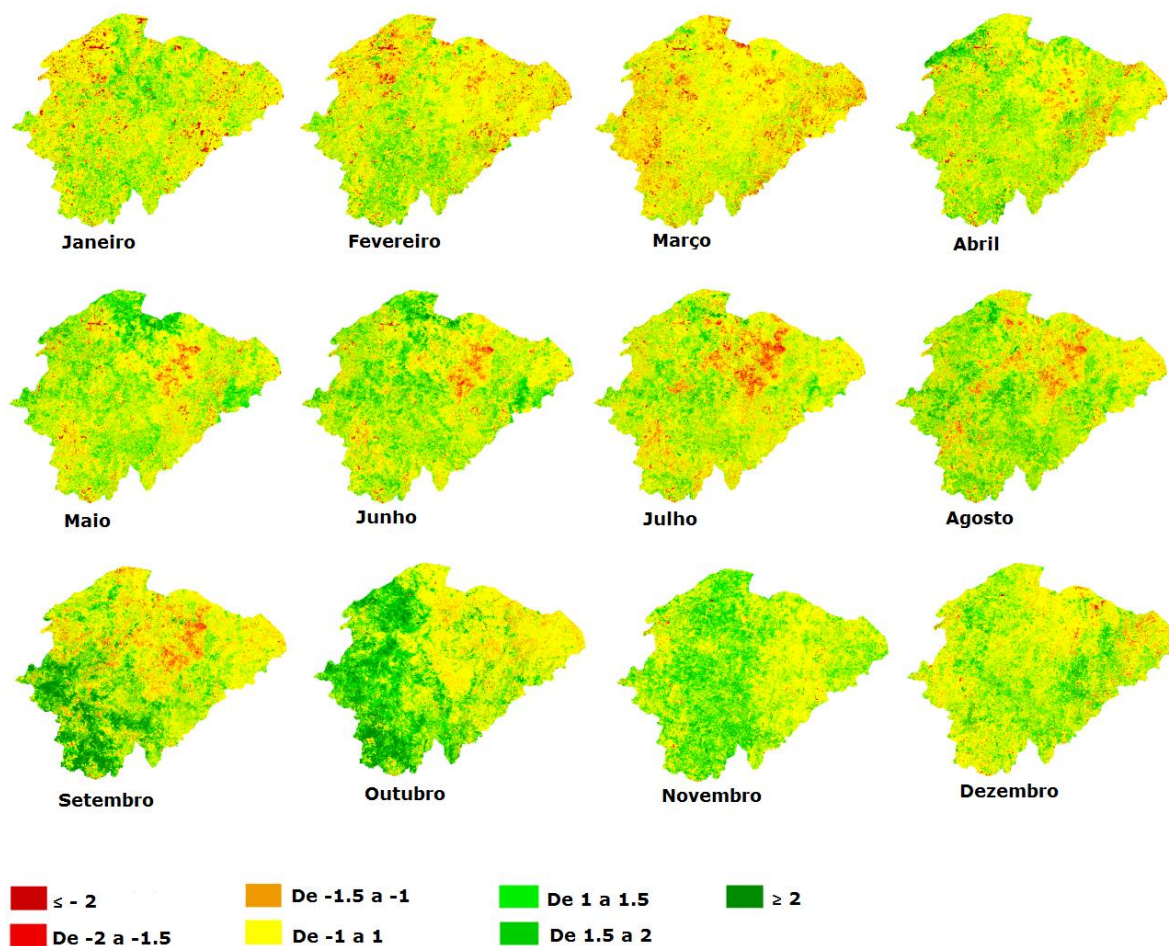 Janeiro
Fevereiro
Março
Abril
Maio
Junho
Julho
Agosto
Setembro
Outubro
Novembro
Dezembro
≤ - 2
De -1.5 a -1
De 1 a 1.5
≥ 2
De -2 a -1.5
De -1 a 1
De 1.5 a 2